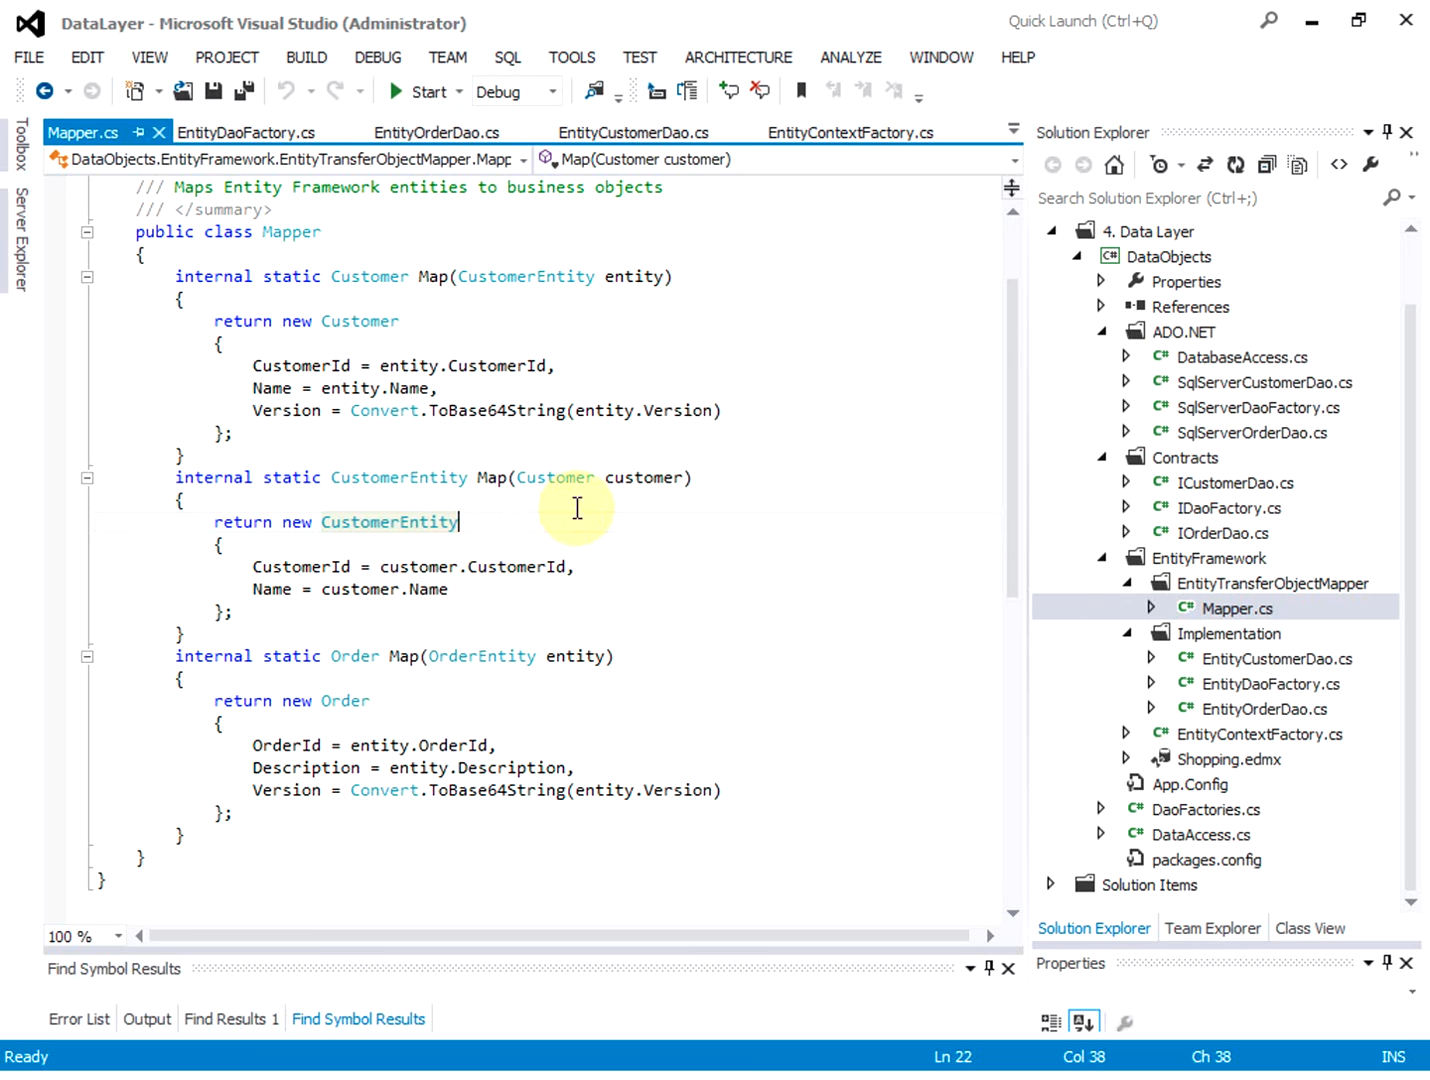 DataLayer - Microsoft Visual Studio (Administrator)
Quick Launch (Ctrl+Q)
FILE EDIT VIEW PROJECT BUILD DEBUG TEAM SQL TOOLS TEST ARCHITECTURE ANALYZE WINDOW HELP
Start Debug
Toolbox
Server Explorer
Mapper.cs EntityDaoFactory.cs EntityOrderDao.cs EntityCustomerDao.cs EntityContextFactory.cs
DataObjects.EntityFramework.EntityTransferObjectMapper.Mapp Map(Customer customer)
/// Maps Entity Framework entities to business objects
/// </summary>
public class Mapper
{
internal static Customer Map(CustomerEntity entity)
{
return new Customer
{
CustomerId = entity.CustomerId,
Name = entity.Name,
Version = Convert.ToBase64String(entity.Version)
};
}
internal static CustomerEntity Map(Customer customer)
{
return new CustomerEntity
{
CustomerId = customer.CustomerId,
Name = customer.Name
};
}
internal static Order Map(OrderEntity entity)
{
return new Order
{
OrderId = entity.OrderId,
Description = entity.Description,
Version = Convert.ToBase64String(entity.Version)
};
}
}
}
100 %
Find Symbol Results
Error List Output Find Results 1 Find Symbol Results
Solution Explorer
Search Solution Explorer (Ctrl+;)
4. Data Layer
C# DataObjects
Properties
References
ADO.NET
C# DatabaseAccess.cs
C# SqlServerCustomerDao.cs
C# SqlServerDaoFactory.cs
C# SqlServerOrderDao.cs
Contracts
C# ICustomerDao.cs
C# IDaoFactory.cs
C# IOrderDao.cs
EntityFramework
EntityTransferObjectMapper
C# Mapper.cs
Implementation
C# EntityCustomerDao.cs
C# EntityDaoFactory.cs
C# EntityOrderDao.cs
C# EntityContextFactory.cs
Shopping.edmx
App.Config
C# DaoFactories.cs
C# DataAccess.cs
packages.config
Solution Items
Solution Explorer Team Explorer Class View
Properties
Ready Ln 22 Col 38 Ch 38 INS